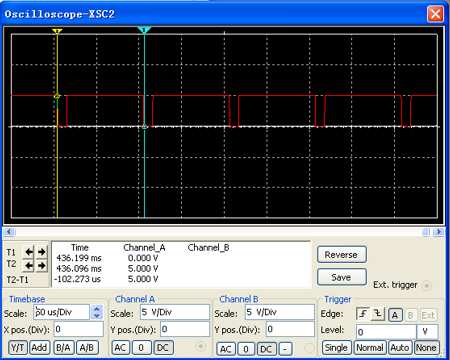 Oscilloscope-XSC2
1
Time Channel_A Channel_B
T1 436.199 ms 0.000 V
T2 436.096 ms 5.000 V
T2-T1 -102.273 us 5.000 V
Reverse
Save
Ext. trigger
Timebase
Scale: 50 us/Div
X pos.(Div): 0
Y/T Add B/A A/B
Channel A
Scale: 5 V/Div
Y pos.(Div): 0
AC 0 DC
Channel B
Scale: 5 V/Div
Y pos.(Div): 0
AC 0 DC -
Trigger
Edge: A B Ext
Level: 0 V
Single Normal Auto None